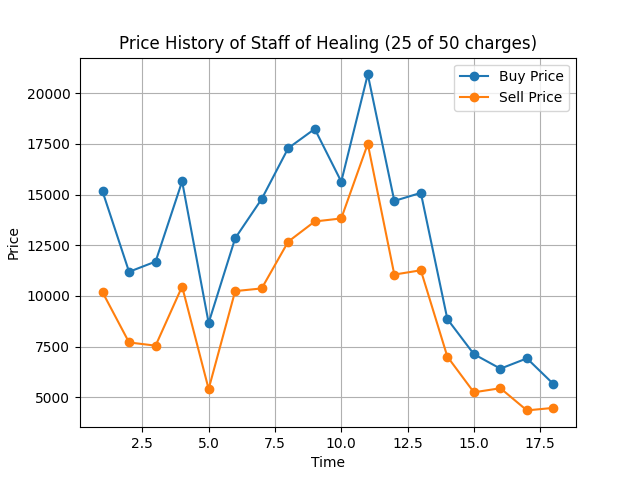 Price History of Staff of Healing (25 of 50 charges)
Buy Price
Sell Price
20000
17500
15000
12500
10000
7500
5000
Price
2.5 5.0 7.5 10.0 12.5 15.0 17.5
Time